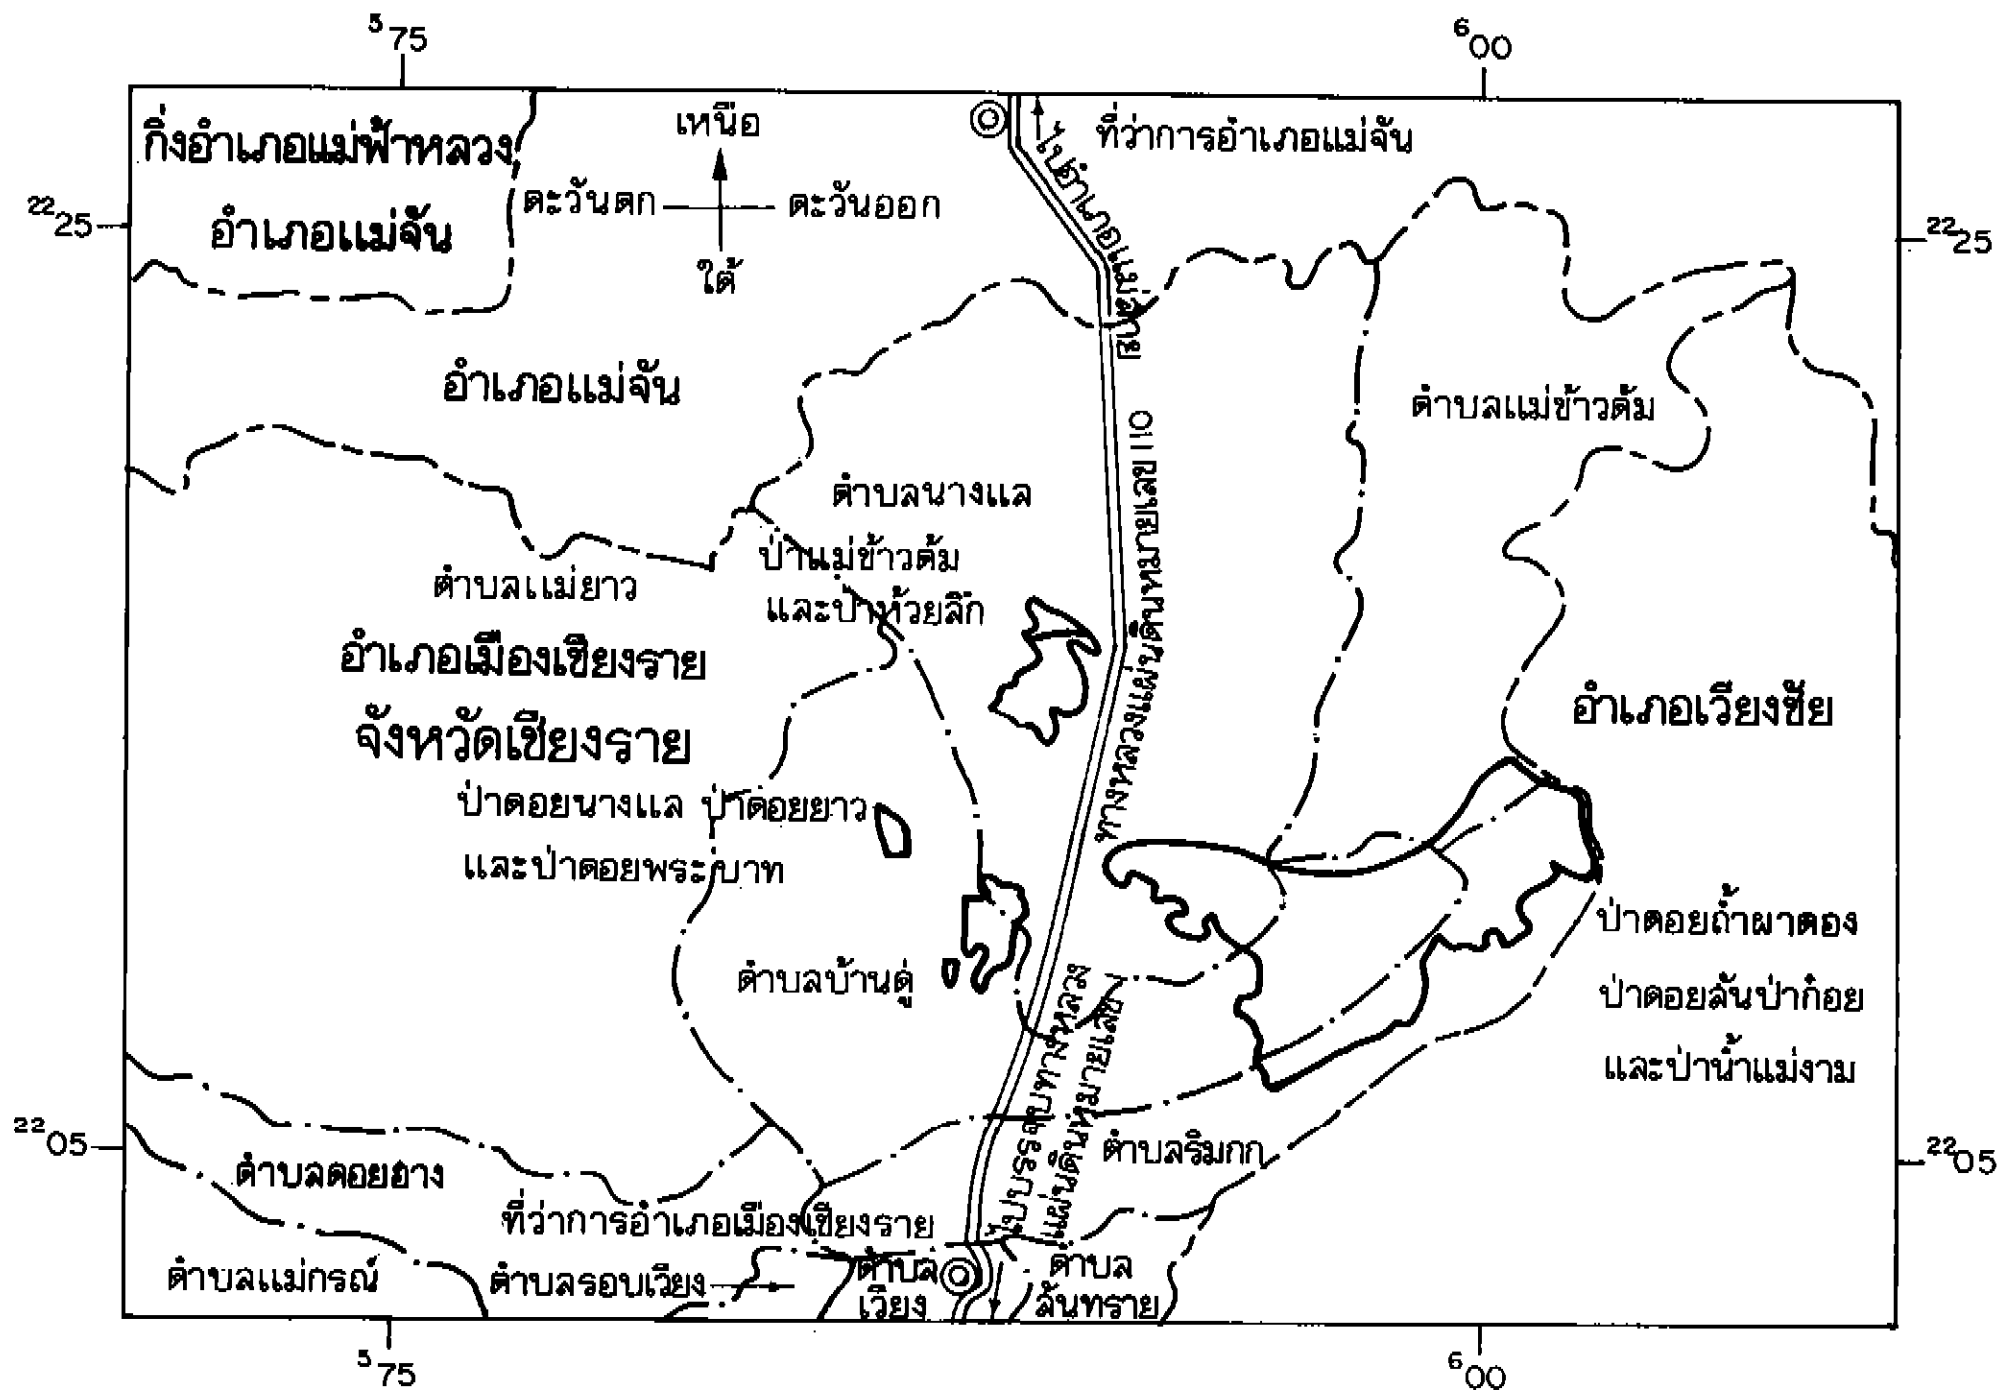 ⁵75
⁶00
กิ่งอำเภอแม่ฟ้าหลวง
อำเภอแม่จัน
เหนือ
ตะวันตก
ตะวันออก
ใต้
ที่ว่าการอำเภอแม่จัน
ไปอำเภอแม่สาย
²²25
²²25
อำเภอแม่จัน
ตำบลแม่ข้าวต้ม
ทางหลวงแผ่นดินหมายเลข 110
ตำบลนางแล
ป่าแม่ข้าวต้ม
และป่าห้วยลึก
ตำบลแม่ยาว
อำเภอเมืองเชียงราย
จังหวัดเชียงราย
อำเภอเวียงชัย
ป่าดอยนางแล ป่าดอยยาว
และป่าดอยพระบาท
ตำบลบ้านดู่
ป่าดอยถ้ำผาตอง
ป่าดอยสันป่าก๋อย
และป่าน้ำแม่งาม
ไปบรรจบทางหลวง
แผ่นดินหมายเลข 1
²²05
²²05
ตำบลริมกก
ตำบลดอยฮาง
ที่ว่าการอำเภอเมืองเชียงราย
ตำบลแม่กรณ์
ตำบลรอบเวียง
ตำบล
เวียง
ตำบล
สันทราย
⁵75
⁶00